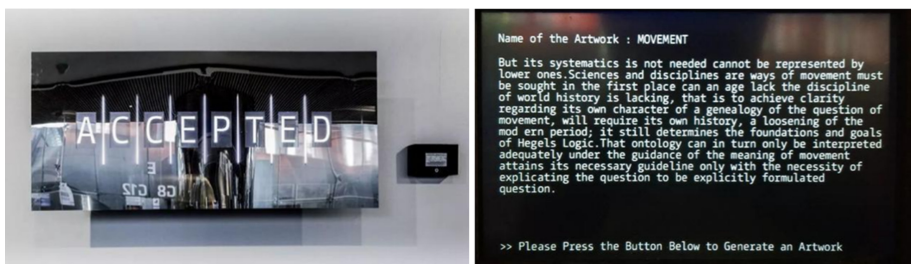 ACCEPTED
E
G8 G12
Name of the Artwork : MOVEMENT
But its systematics is not needed cannot be represented by
lower ones.Sciences and disciplines are ways of movement must
be sought in the first place can an age lack the discipline
of world history is lacking, that is to achieve clarity
regarding its own character of a genealogy of the question of
movement, will require its own history, a loosening of the
mod ern period; it still determines the foundations and goals
of Hegels Logic.That ontology can in turn only be interpreted
adequately under the guidance of the meaning of movement
attains its necessary guideline only with the necessity of
explicating the question to be explicitly formulated
question.
>> Please Press the Button Below to Generate an Artwork